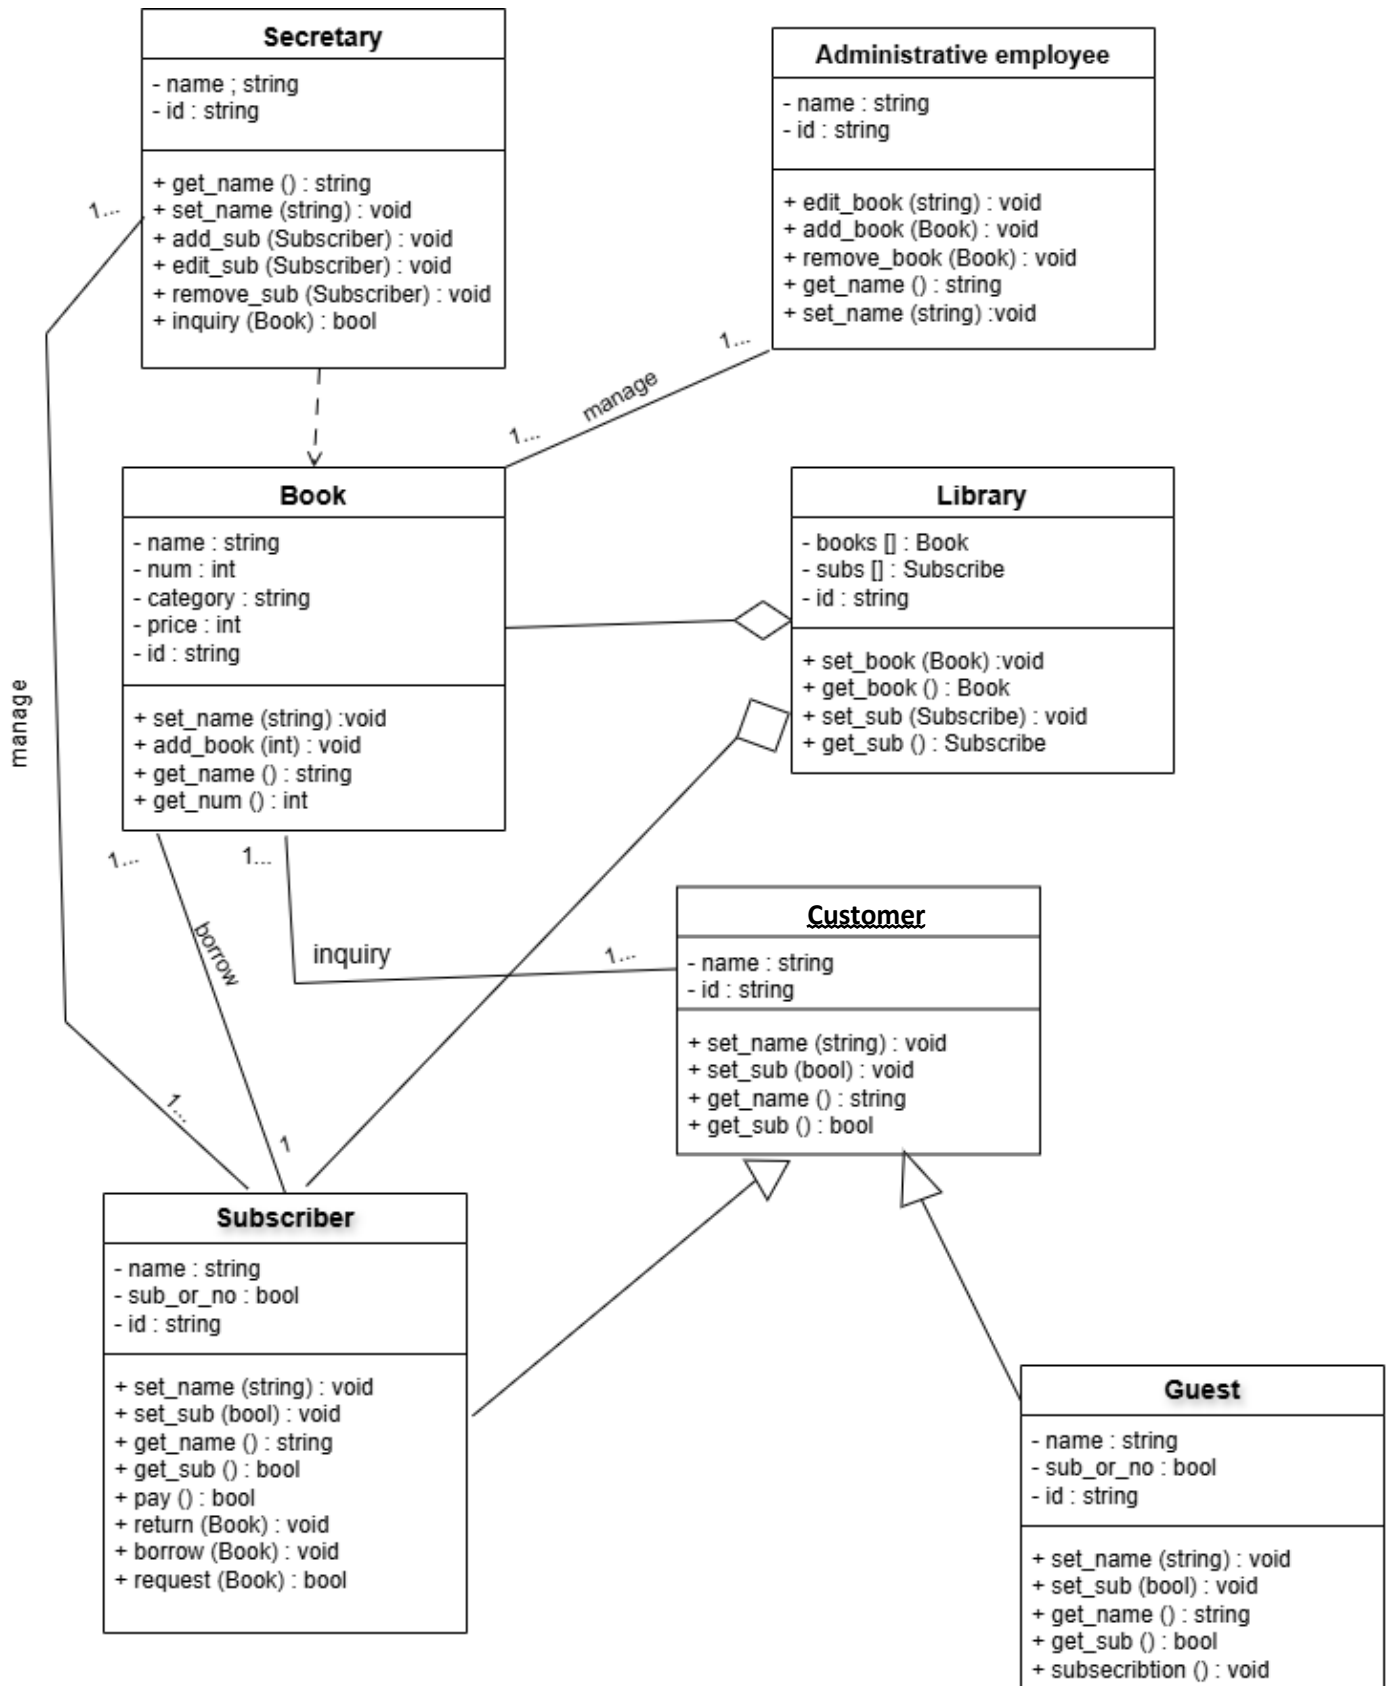 Secretary
- name ; string
- id : string
+ get_name () : string
+ set_name (string) : void
+ add_sub (Subscriber) : void
+ edit_sub (Subscriber) : void
+ remove_sub (Subscriber) : void
+ inquiry (Book) : bool
Administrative employee
- name : string
- id : string
+ edit_book (string) : void
+ add_book (Book) : void
+ remove_book (Book) : void
+ get_name () : string
+ set_name (string) :void
1...
1...
manage
1...
Book
- name : string
- num : int
- category : string
- price : int
- id : string
+ set_name (string) :void
+ add_book (int) : void
+ get_name () : string
+ get_num () : int
Library
- books [] : Book
- subs [] : Subscribe
- id : string
+ set_book (Book) :void
+ get_book () : Book
+ set_sub (Subscribe) : void
+ get_sub () : Subscribe
manage
1...
1...
borrow
inquiry
1...
Customer
- name : string
- id : string
+ set_name (string) : void
+ set_sub (bool) : void
+ get_name () : string
+ get_sub () : bool
1...
1
Subscriber
- name : string
- sub_or_no : bool
- id : string
+ set_name (string) : void
+ set_sub (bool) : void
+ get_name () : string
+ get_sub () : bool
+ pay () : bool
+ return (Book) : void
+ borrow (Book) : void
+ request (Book) : bool
Guest
- name : string
- sub_or_no : bool
- id : string
+ set_name (string) : void
+ set_sub (bool) : void
+ get_name () : string
+ get_sub () : bool
+ subsecribtion () : void